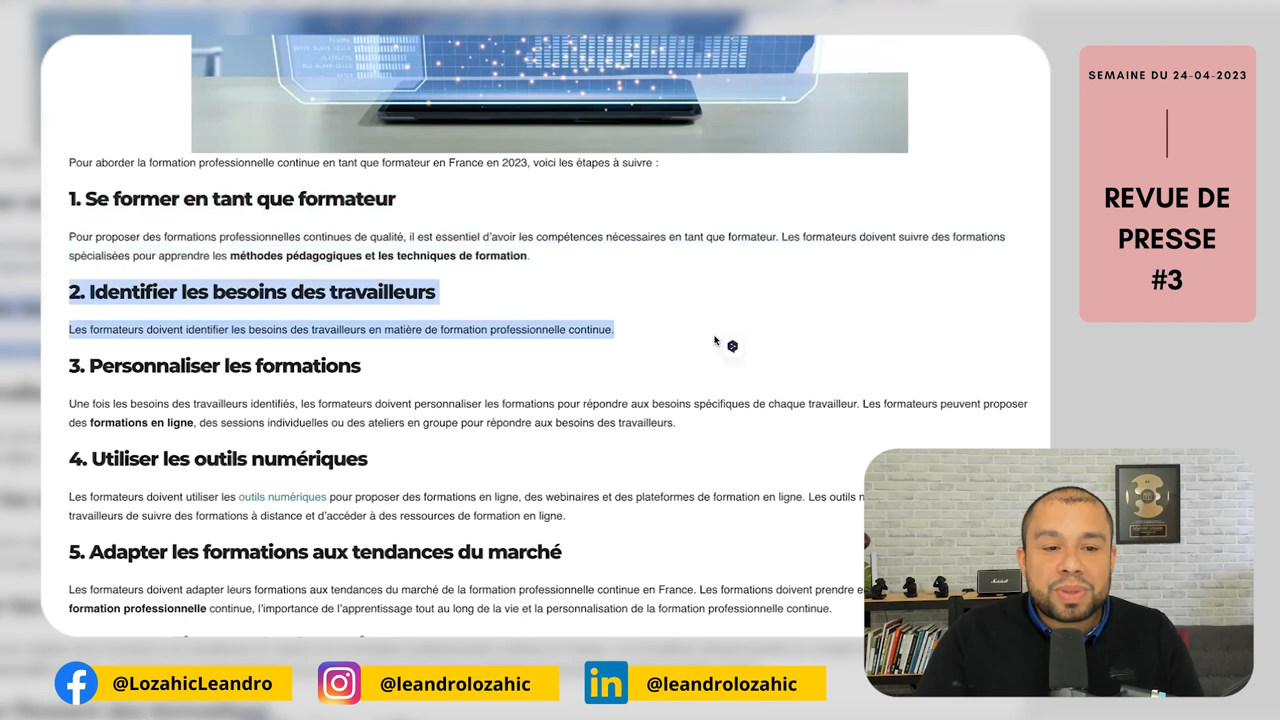 Pour aborder la formation professionnelle continue en tant que formateur en France en 2023, voici les étapes à suivre :
1. Se former en tant que formateur
Pour proposer des formations professionnelles continues de qualité, il est essentiel d'avoir les compétences nécessaires en tant que formateur. Les formateurs doivent suivre des formations
spécialisées pour apprendre les méthodes pédagogiques et les techniques de formation.
2. Identifier les besoins des travailleurs
Les formateurs doivent identifier les besoins des travailleurs en matière de formation professionnelle continue.
3. Personnaliser les formations
Une fois les besoins des travailleurs identifiés, les formateurs doivent personnaliser les formations pour répondre aux besoins spécifiques de chaque travailleur. Les formateurs peuvent proposer
des formations en ligne, des sessions individuelles ou des ateliers en groupe pour répondre aux besoins des travailleurs.
4. Utiliser les outils numériques
Les formateurs doivent utiliser les outils numériques pour proposer des formations en ligne, des webinaires et des plateformes de formation en ligne. Les outils
travailleurs de suivre des formations à distance et d'accéder à des ressources de formation en ligne.
5. Adapter les formations aux tendances du marché
Les formateurs doivent adapter leurs formations aux tendances du marché de la formation professionnelle continue en France. Les formations doivent prendre
formation professionnelle continue, l'importance de l'apprentissage tout au long de la vie et la personnalisation de la formation professionnelle continue.
SEMAINE DU 24-04-2023
REVUE DE
PRESSE
#3
Marshall
@LozahicLeandro
@leandrolozahic
in
@leandrolozahic